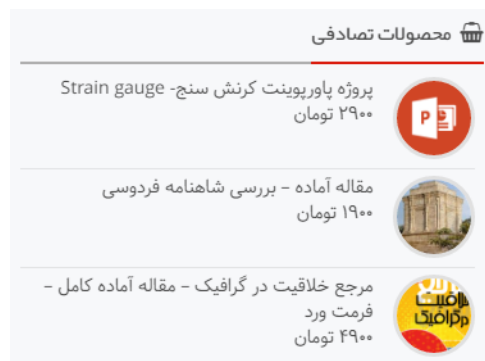 محصولات تصادفی
پروژه پاورپوینت کرنش سنج- Strain gauge
۲۹۰۰ تومان
P
مقاله آماده – بررسی شاهنامه فردوسی
۱۹۰۰ تومان
مرجع خلاقیت در گرافیک – مقاله آماده کامل –
فرمت ورد
۴۹۰۰ تومان